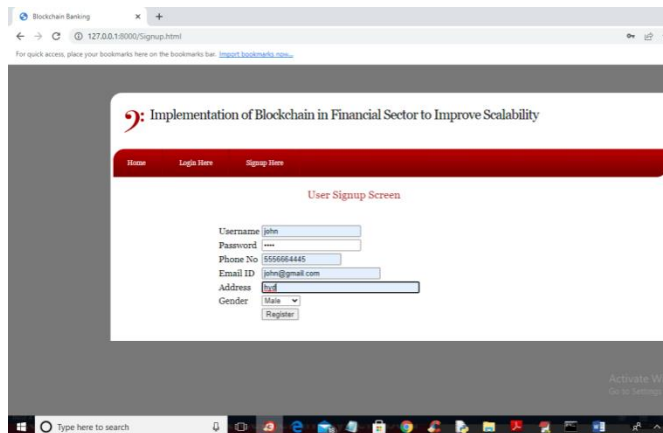 Blockchain Banking
127.0.0.1:8000/Signup.html
For quick access, place your bookmarks here on the bookmarks bar. Import bookmarks now...
Implementation of Blockchain in Financial Sector to Improve Scalability
Home Login Here Signup Here
User Signup Screen
Username john
Password ••••
Phone No 5556664445
Email ID john@gmail.com
Address hyd
Gender Male
Register
Activate W
Go to Settings
Type here to search